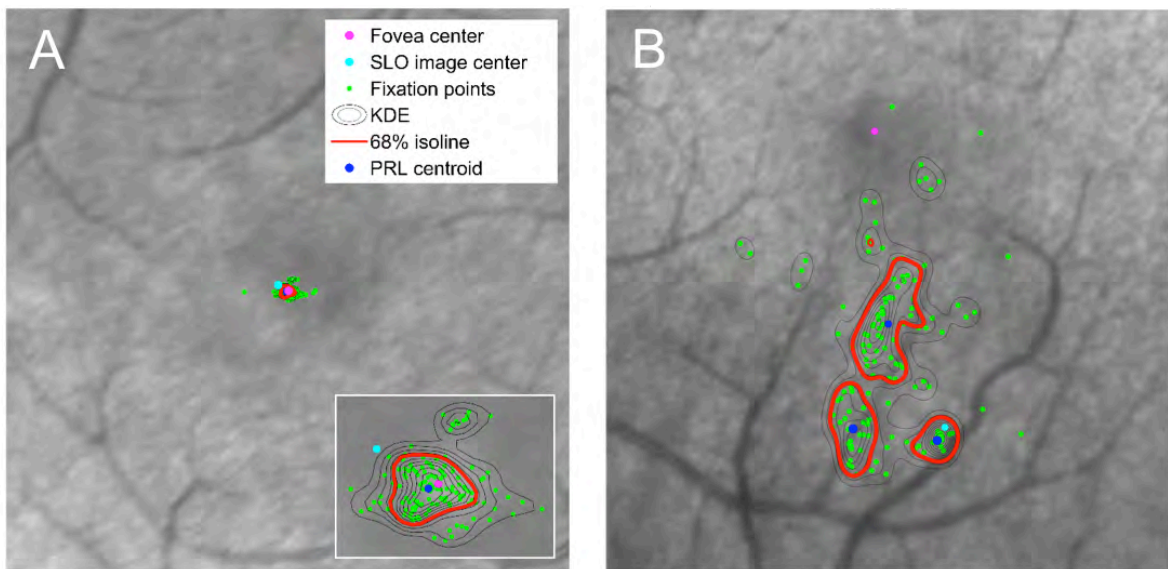 A
Fovea center
SLO image center
Fixation points
KDE
68% isoline
PRL centroid
B